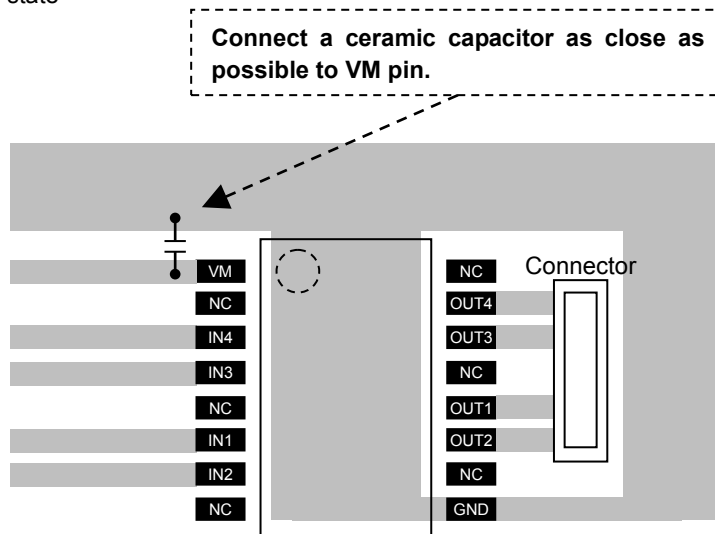 state
Connect a ceramic capacitor as close as
possible to VM pin.
Connector
VM
NC
NC
OUT4
IN4
OUT3
IN3
NC
NC
OUT1
IN1
OUT2
IN2
NC
NC
GND